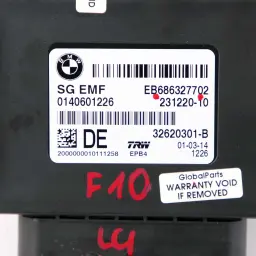 BMW
SG EMF
EB686327702
0140601226
231220-10
DE
32620301-B
TRW
01-03-14
2000000010111258
EPB4
1226
F10
GlobalParts
WARRANTY VOID
IF REMOVED